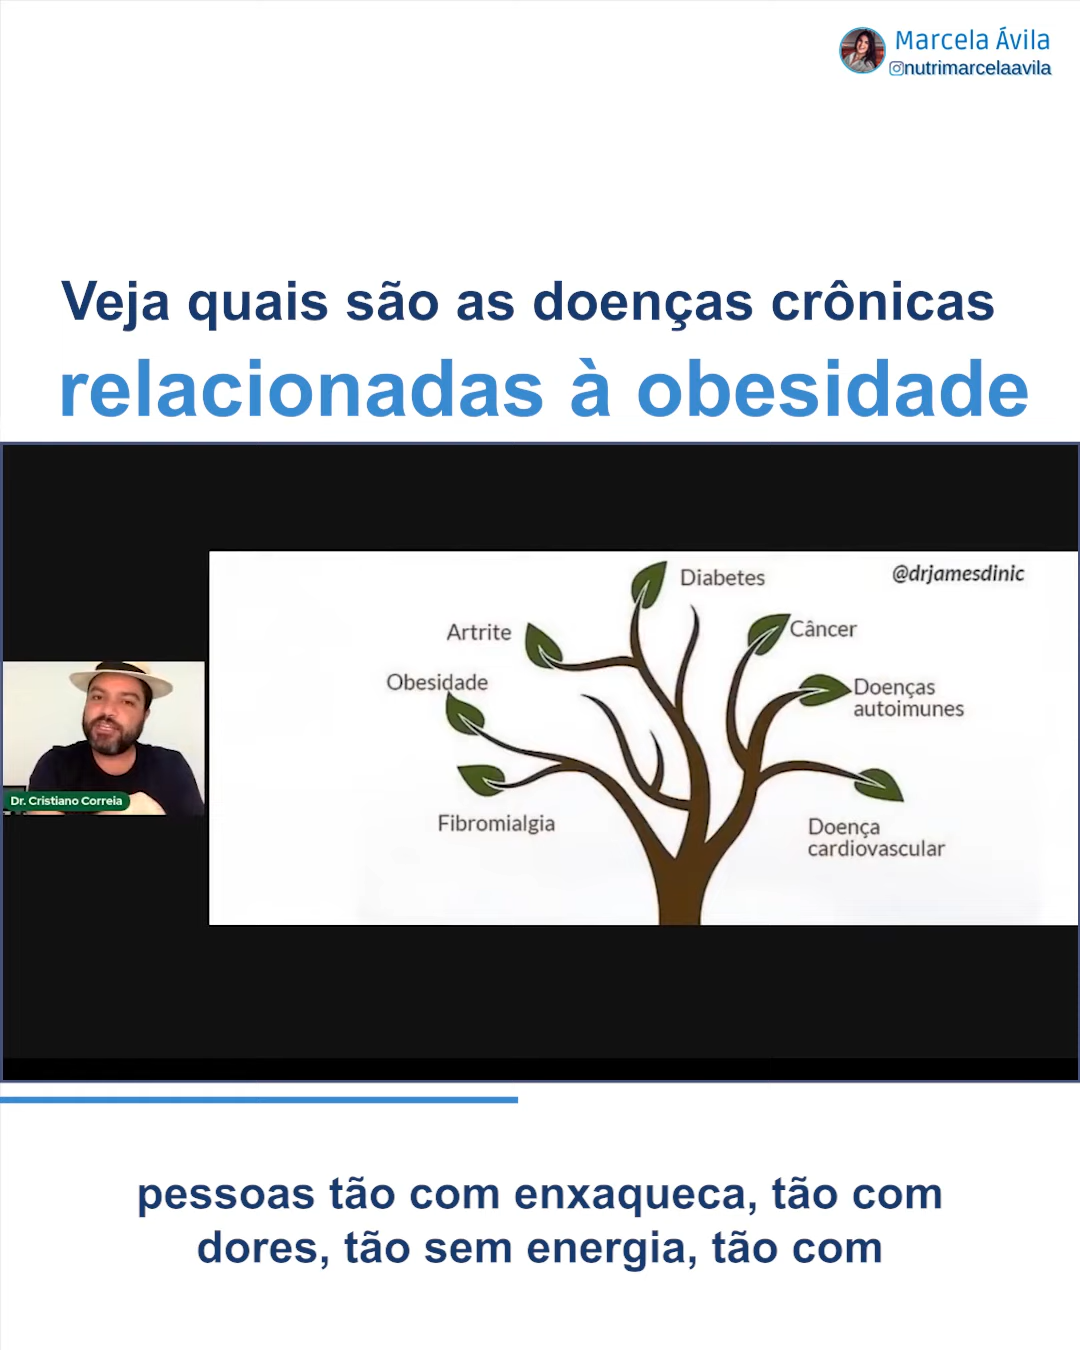 Marcela Ávila
nutrimarcelaavila
Veja quais são as doenças crônicas
relacionadas à obesidade
@drjamesdinic
Diabetes
Câncer
Artrite
Obesidade
Doenças
autoimunes
Fibromialgia
Doença
cardiovascular
Dr. Cristiano Correia
pessoas tão com enxaqueca, tão com
dores, tão sem energia, tão com